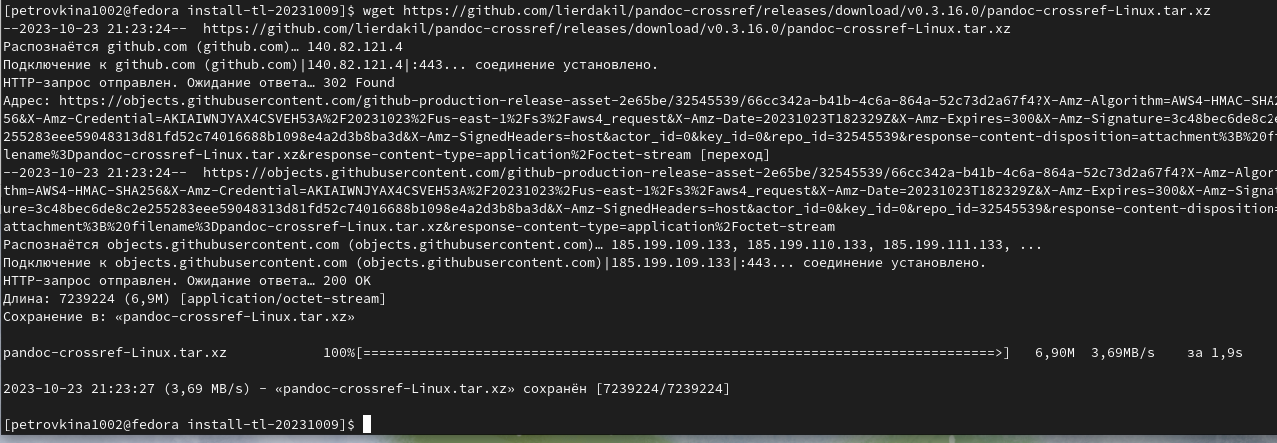 [petrovkina1002@fedora install-tl-20231009]$ wget https://github.com/lierdakil/pandoc-crossref/releases/download/v0.3.16.0/pandoc-crossref-Linux.tar.xz
--2023-10-23 21:23:24--  https://github.com/lierdakil/pandoc-crossref/releases/download/v0.3.16.0/pandoc-crossref-Linux.tar.xz
Распознаётся github.com (github.com)… 140.82.121.4
Подключение к github.com (github.com)|140.82.121.4|:443... соединение установлено.
HTTP-запрос отправлен. Ожидание ответа… 302 Found
Адрес: https://objects.githubusercontent.com/github-production-release-asset-2e65be/32545539/66cc342a-b41b-4c6a-864a-52c73d2a67f4?X-Amz-Algorithm=AWS4-HMAC-SHA2
56&X-Amz-Credential=AKIAIWNJYAX4CSVEH53A%2F20231023%2Fus-east-1%2Fs3%2Faws4_request&X-Amz-Date=20231023T182329Z&X-Amz-Expires=300&X-Amz-Signature=3c48bec6de8c2e
255283eee59048313d81fd52c74016688b1098e4a2d3b8ba3d&X-Amz-SignedHeaders=host&actor_id=0&key_id=0&repo_id=32545539&response-content-disposition=attachment%3B%20fi
lename%3Dpandoc-crossref-Linux.tar.xz&response-content-type=application%2Foctet-stream [переход]
--2023-10-23 21:23:24--  https://objects.githubusercontent.com/github-production-release-asset-2e65be/32545539/66cc342a-b41b-4c6a-864a-52c73d2a67f4?X-Amz-Algori
thm=AWS4-HMAC-SHA256&X-Amz-Credential=AKIAIWNJYAX4CSVEH53A%2F20231023%2Fus-east-1%2Fs3%2Faws4_request&X-Amz-Date=20231023T182329Z&X-Amz-Expires=300&X-Amz-Signat
ure=3c48bec6de8c2e255283eee59048313d81fd52c74016688b1098e4a2d3b8ba3d&X-Amz-SignedHeaders=host&actor_id=0&key_id=0&repo_id=32545539&response-content-disposition=
attachment%3B%20filename%3Dpandoc-crossref-Linux.tar.xz&response-content-type=application%2Foctet-stream
Распознаётся objects.githubusercontent.com (objects.githubusercontent.com)… 185.199.109.133, 185.199.110.133, 185.199.111.133, ...
Подключение к objects.githubusercontent.com (objects.githubusercontent.com)|185.199.109.133|:443... соединение установлено.
HTTP-запрос отправлен. Ожидание ответа… 200 OK
Длина: 7239224 (6,9M) [application/octet-stream]
Сохранение в: «pandoc-crossref-Linux.tar.xz»
pandoc-crossref-Linux.tar.xz            100%[===============================================================================>]   6,90M  3,69MB/s    за 1,9s
2023-10-23 21:23:27 (3,69 MB/s) - «pandoc-crossref-Linux.tar.xz» сохранён [7239224/7239224]
[petrovkina1002@fedora install-tl-20231009]$